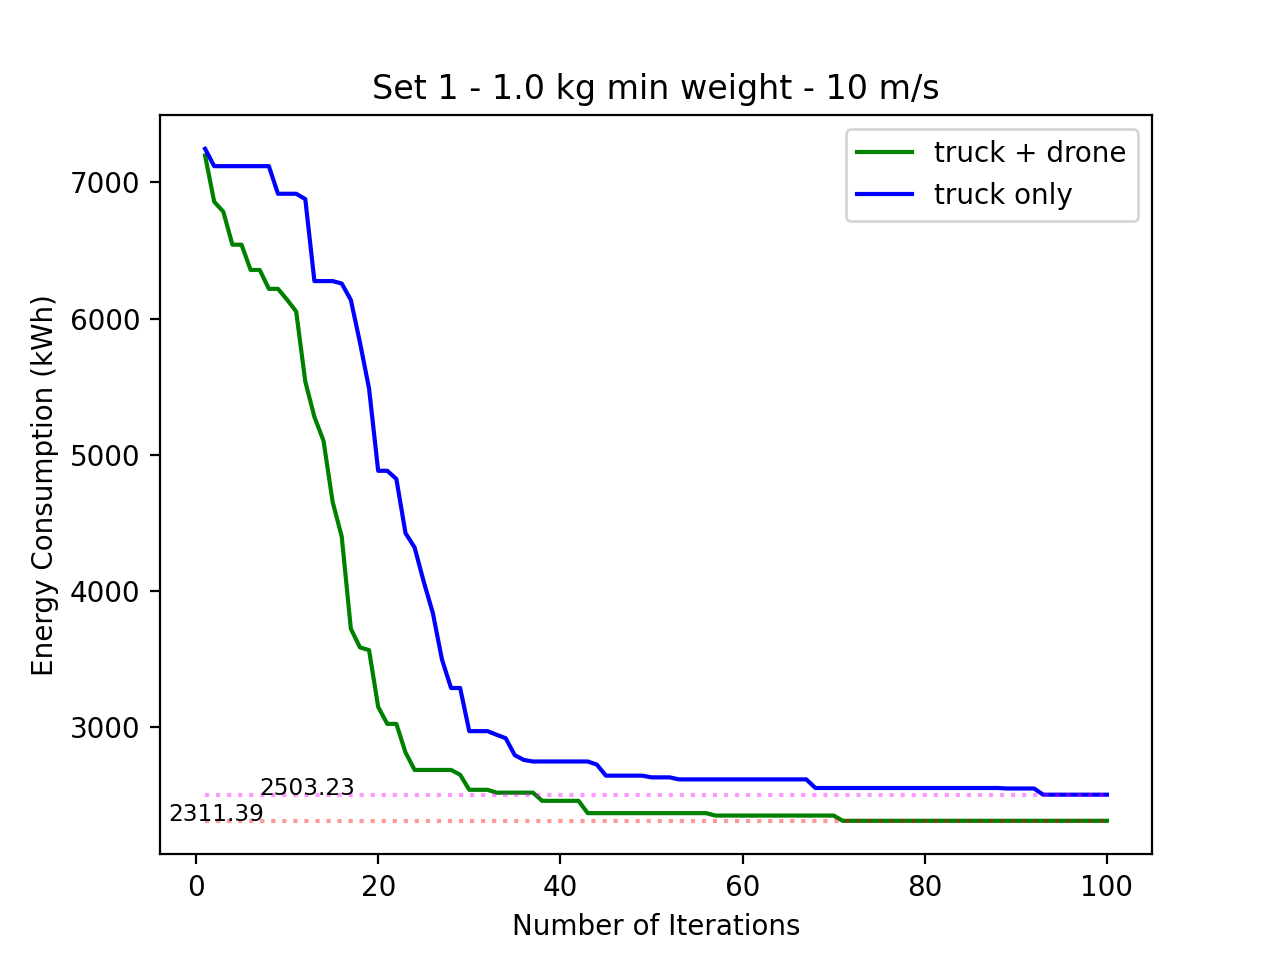 Set 1 - 1.0 kg min weight - 10 m/s
truck + drone
truck only
Energy Consumption (kWh)
7000
6000
5000
4000
3000
2503.23
2311.39
0 20 40 60 80 100
Number of Iterations